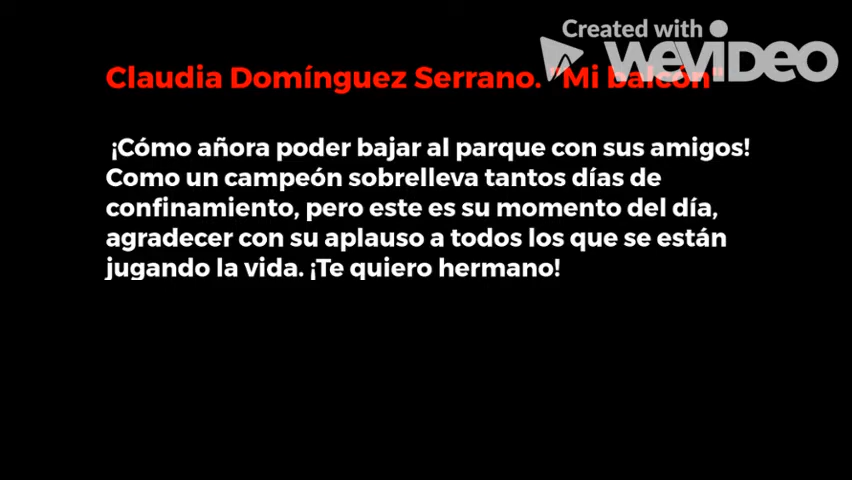 Created with
WEVIDEO
Claudia Domínguez Serrano. "Mi balcón"
¡Cómo añora poder bajar al parque con sus amigos!
Como un campeón sobrelleva tantos días de
confinamiento, pero este es su momento del día,
agradecer con su aplauso a todos los que se están
jugando la vida. ¡Te quiero hermano!